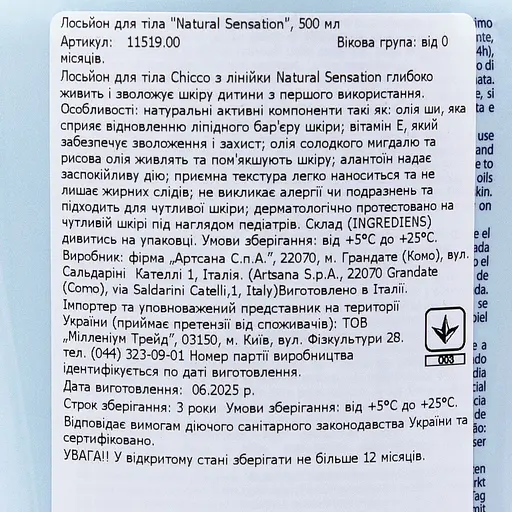 Лосьйон для тіла "Natural Sensation", 500 мл
Артикул: 11519.00 Вікова група: від 0
місяців.
Лосьйон для тіла Chicco з лінійки Natural Sensation глибоко
живить і зволожує шкіру дитини з першого використання.
Особливості: натуральні активні компоненти такі як: олія ши, яка
сприяє відновленню ліпідного бар'єру шкіри; вітамін Е, який
забезпечує зволоження і захист; олія солодкого мигдалю та
рисова олія живлять та пом'якшують шкіру; алантоїн надає
заспокійливу дію; приємна текстура легко наноситься та не
лишає жирних слідів; не викликає алергії чи подразнень та
підходить для чутливої шкіри; дерматологічно протестовано на
чутливій шкірі під наглядом педіатрів. Склад (INGREDIENS)
дивитись на упаковці. Умови зберігання: від +5°С до +25°С.
Виробник: фірма „Артсана С.п.А.”, 22070, м. Грандате (Комо), вул.
Сальдаріні Кателлі 1, Італія. (Artsana S.p.A., 22070 Grandate
(Como), via Saldarini Catelli,1, Italy)Виготовлено в Італії.
Імпортер та уповноважений представник на території
України (приймає претензії від споживачів): ТОВ
„Мілленіум Трейд”, 03150, м. Київ, вул. Фізкультури 28.
тел. (044) 323-09-01 Номер партії виробництва
ідентифікується по даті виготовлення.
003
Дата виготовлення: 06.2025 р.
Строк зберігання: 3 роки Умови зберігання: від +5°С до +25°С.
Відповідає вимогам діючого санітарного законодавства України та
сертифіковано.
УВАГА!! У відкритому стані зберігати не більше 12 місяців.